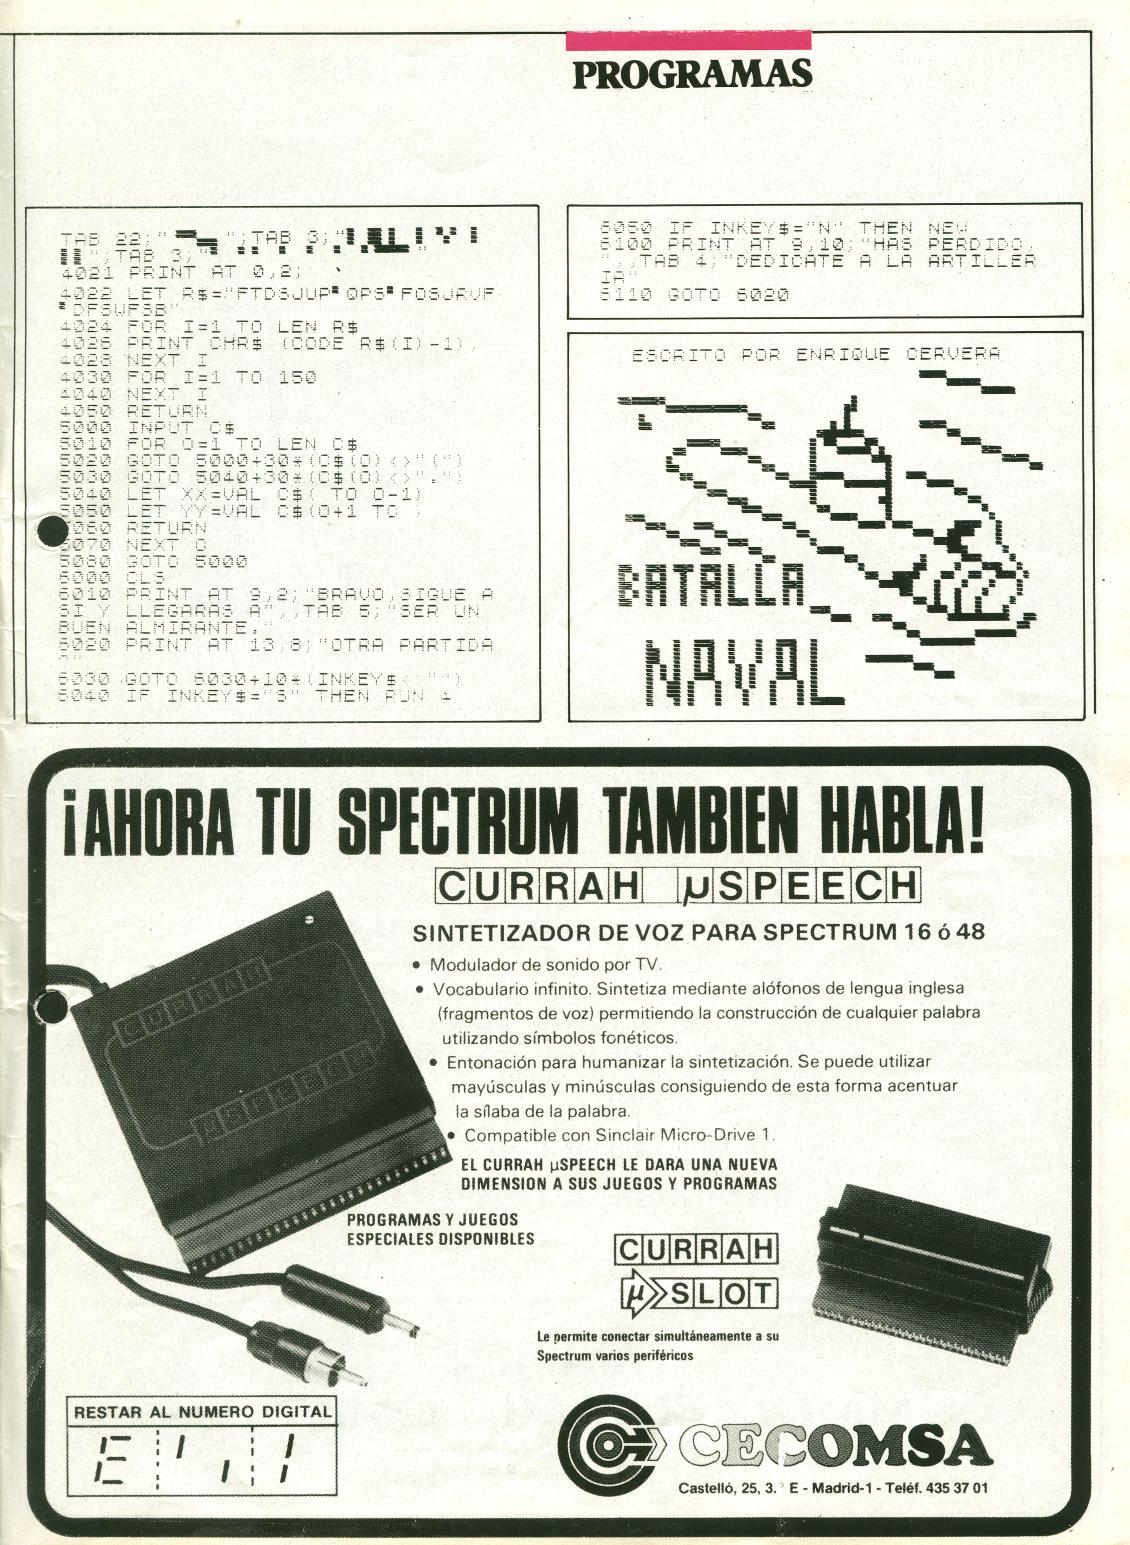 PROGRAMAS
TAB 22;" ";TAB 3;"
";TAB 3;"
4021 PRINT AT 0,2;
4022 LET R$="FTDSJUP QPS FOSJRVF
DFSWFSB"
4024 FOR I=1 TO LEN R$
4026 PRINT CHR$ (CODE R$(I)-1);
4028 NEXT I
4030 FOR I=1 TO 150
4040 NEXT I
4050 RETURN
5000 INPUT C$
5010 FOR O=1 TO LEN C$
5020 GOTO 5000+30*(C$(O)<>"(")
5030 GOTO 5040+30*(C$(O)<>",")
5040 LET XX=VAL C$( TO O-1)
5050 LET YY=VAL C$(O+1 TO )
5060 RETURN
5070 NEXT O
5080 GOTO 5000
6000 CLS
6010 PRINT AT 9,2;"BRAVO,SIGUE A
SI Y LLEGARAS A",,TAB 5;"SER UN
BUEN ALMIRANTE."
6020 PRINT AT 13,8;"OTRA PARTIDA
?"
6030 GOTO 6030+10*(INKEY$<>"")
6040 IF INKEY$="S" THEN RUN 4
6050 IF INKEY$="N" THEN NEW
6100 PRINT AT 9,10;"HAS PERDIDO,
",,TAB 4;"DEDICATE A LA ARTILLER
IA"
6110 GOTO 6020
ESCRITO POR ENRIQUE CERVERA
BATALLA
NAVAL
¡AHORA TU SPECTRUM TAMBIEN HABLA!
CURRAH µSPEECH
SINTETIZADOR DE VOZ PARA SPECTRUM 16 ó 48
• Modulador de sonido por TV.
• Vocabulario infinito. Sintetiza mediante alófonos de lengua inglesa
(fragmentos de voz) permitiendo la construcción de cualquier palabra
utilizando símbolos fonéticos.
• Entonación para humanizar la sintetización. Se puede utilizar
mayúsculas y minúsculas consiguiendo de esta forma acentuar
la sílaba de la palabra.
• Compatible con Sinclair Micro-Drive 1.
EL CURRAH µSPEECH LE DARA UNA NUEVA
DIMENSION A SUS JUEGOS Y PROGRAMAS
CURRAH
µSPEECH
PROGRAMAS Y JUEGOS
ESPECIALES DISPONIBLES
CURRAH
µ SLOT
Le permite conectar simultáneamente a su
Spectrum varios periféricos
RESTAR AL NUMERO DIGITAL
CECOMSA
Castelló, 25, 3.º E - Madrid-1 - Teléf. 435 37 01